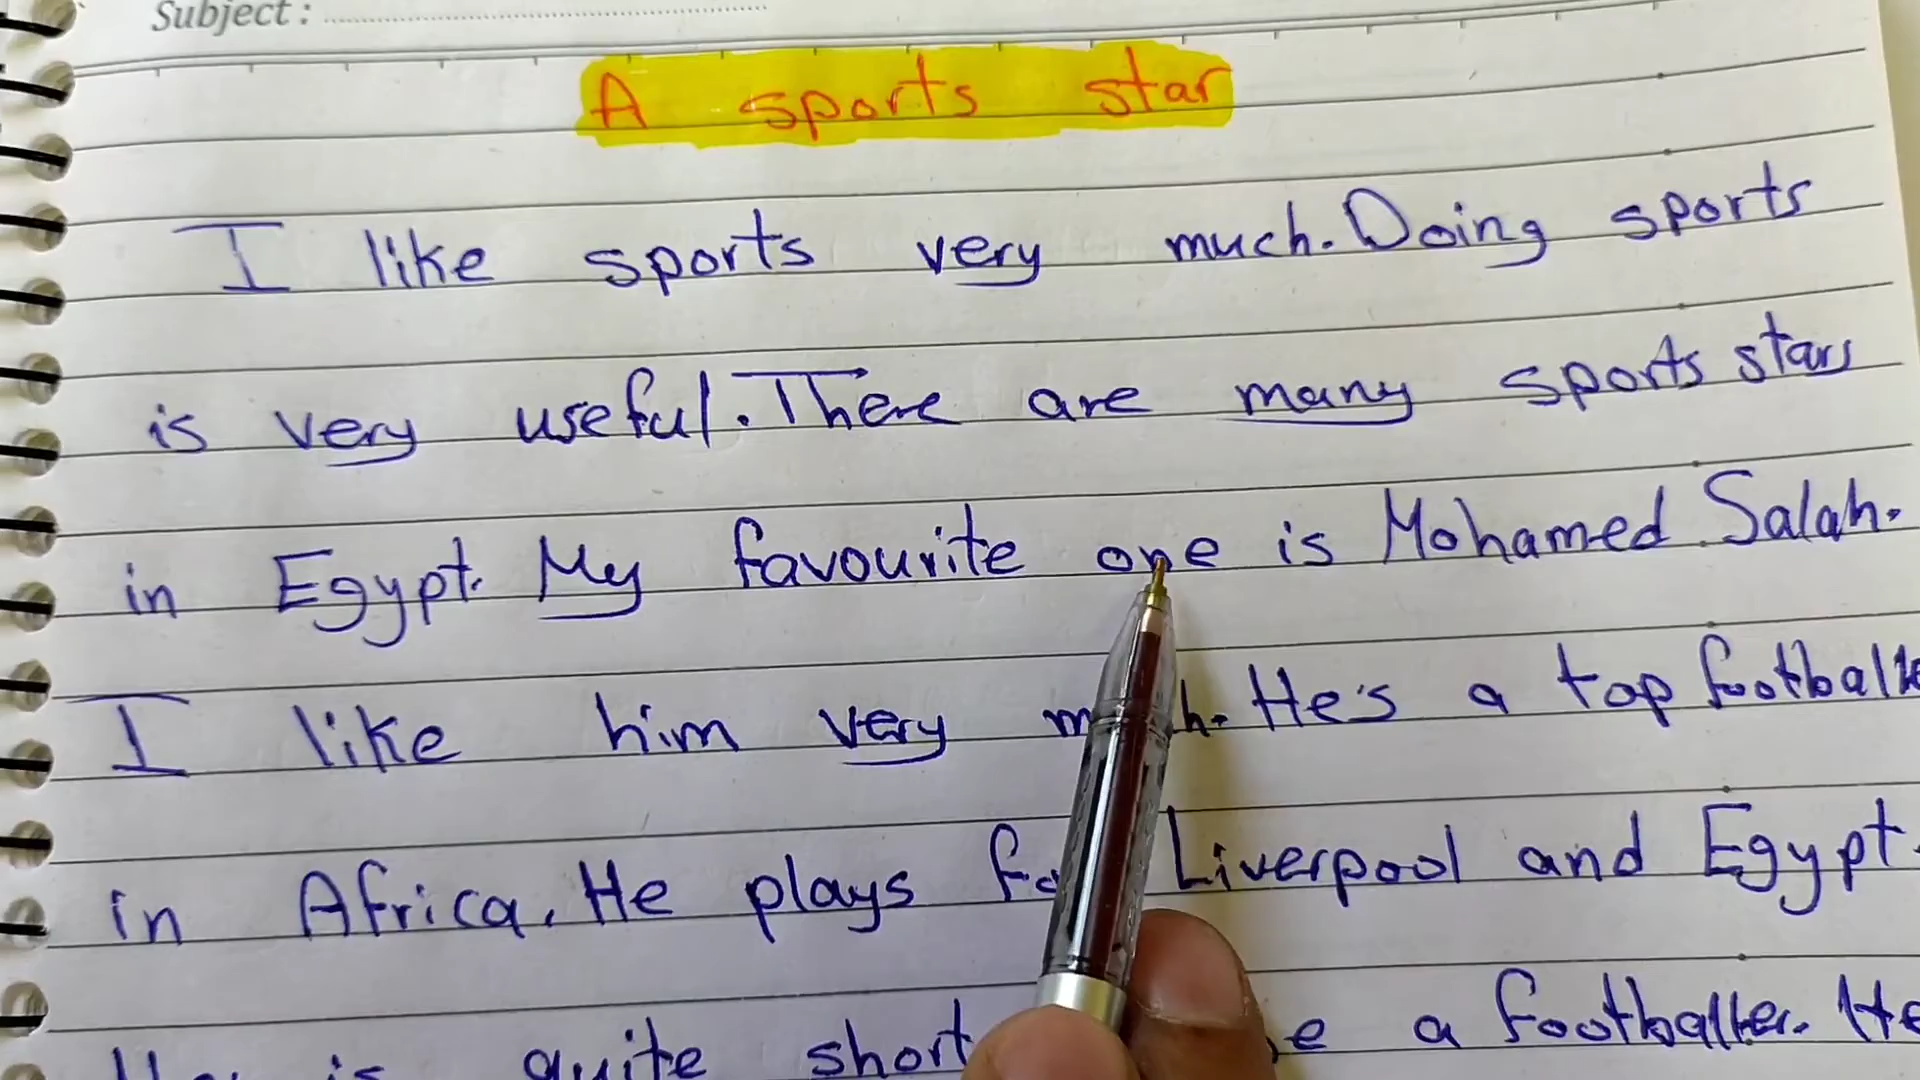 Subject :
A sports star
I like sports very much. Doing sports
is very useful. There are many sports stars
in Egypt. My favourite one is Mohamed Salah.
I like him very h. He's a top footballe
in Africa. He plays Liverpool and Egypt.
is quite short a footballer. He